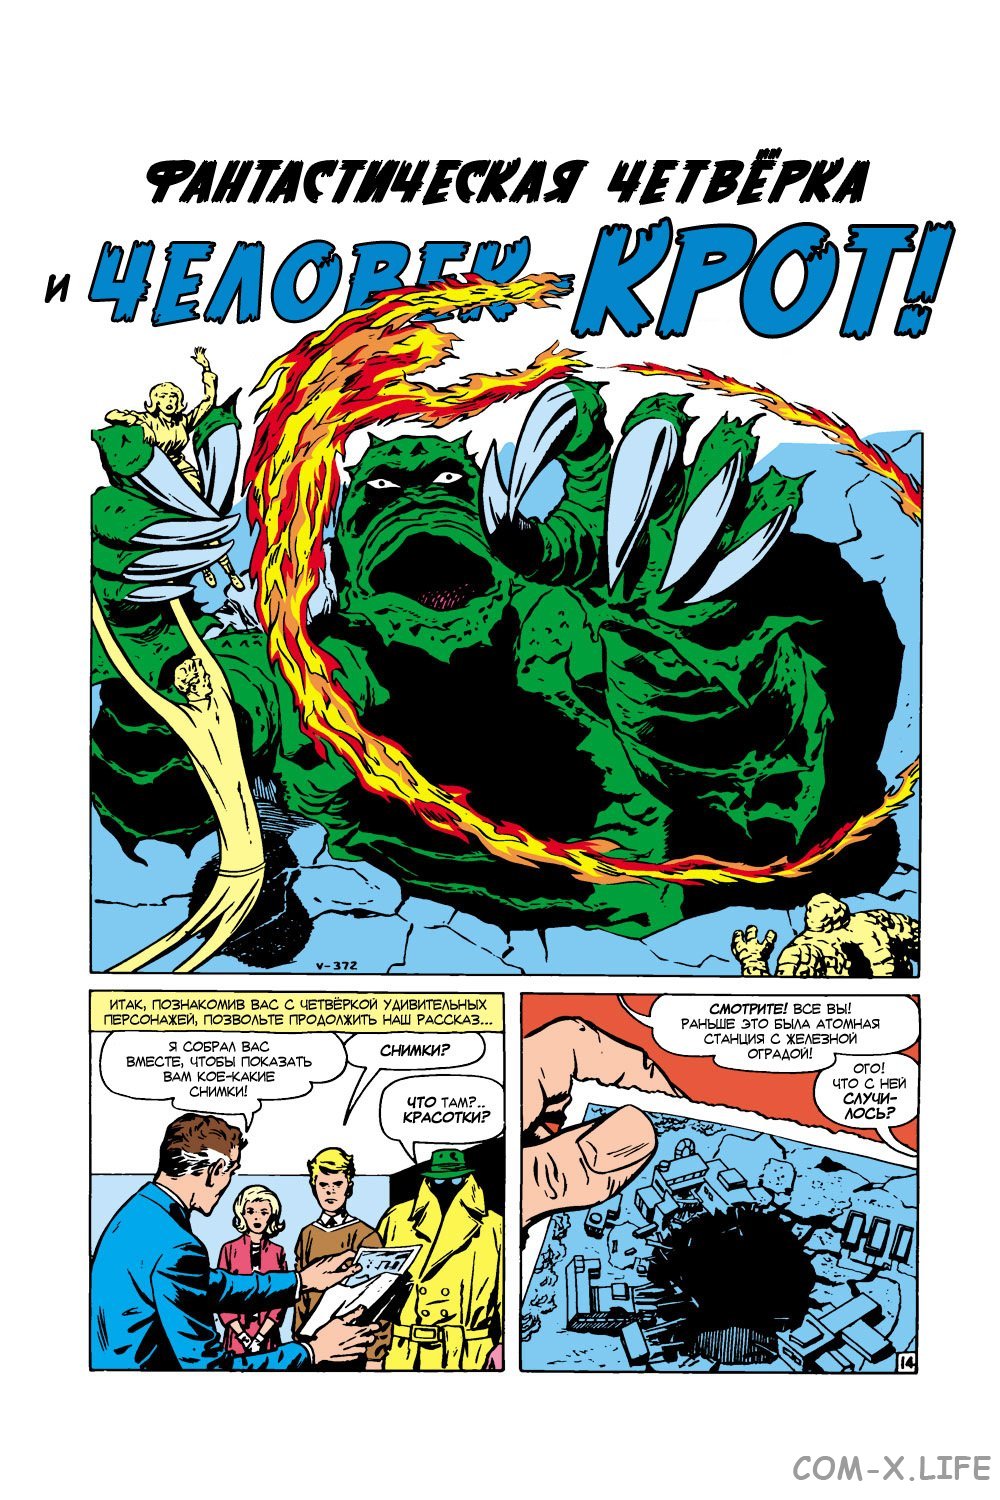 ФАНТАСТИЧЕСКАЯ ЧЕТВЁРКА
И ЧЕЛОВЕК-КРОТ!
V-372
ИТАК, ПОЗНАКОМИВ ВАС С ЧЕТВЁРКОЙ УДИВИТЕЛЬНЫХ
ПЕРСОНАЖЕЙ, ПОЗВОЛЬТЕ ПРОДОЛЖИТЬ НАШ РАССКАЗ...
Я СОБРАЛ ВАС
ВМЕСТЕ, ЧТОБЫ ПОКАЗАТЬ
ВАМ КОЕ-КАКИЕ
СНИМКИ!
СНИМКИ?
ЧТО ТАМ?..
КРАСОТКИ?
СМОТРИТЕ! ВСЕ ВЫ!
РАНЬШЕ ЭТО БЫЛА АТОМНАЯ
СТАНЦИЯ С ЖЕЛЕЗНОЙ
ОГРАДОЙ!
ОГО!
ЧТО С НЕЙ
СЛУЧИ-
ЛОСЬ?
14
COM-X.LIFE